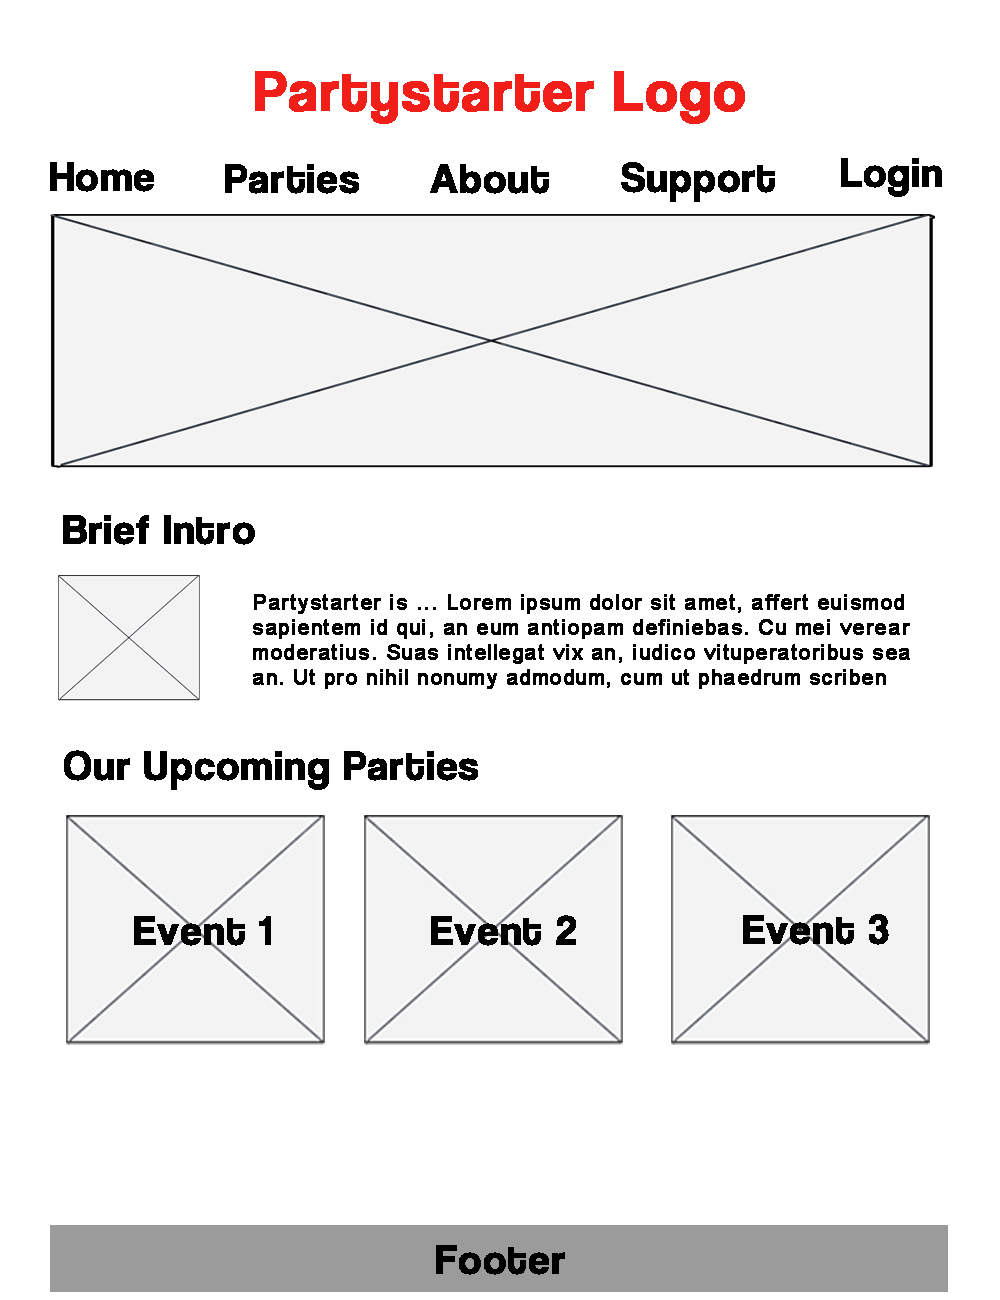 Partystarter Logo
Home Parties About Support Login
Brief Intro
Partystarter is ... Lorem ipsum dolor sit amet, affert euismod
sapientem id qui, an eum antiopam definiebas. Cu mei verear
moderatius. Suas intellegat vix an, iudico vituperatoribus sea
an. Ut pro nihil nonumy admodum, cum ut phaedrum scriben
Our Upcoming Parties
Event 1 Event 2 Event 3
Footer